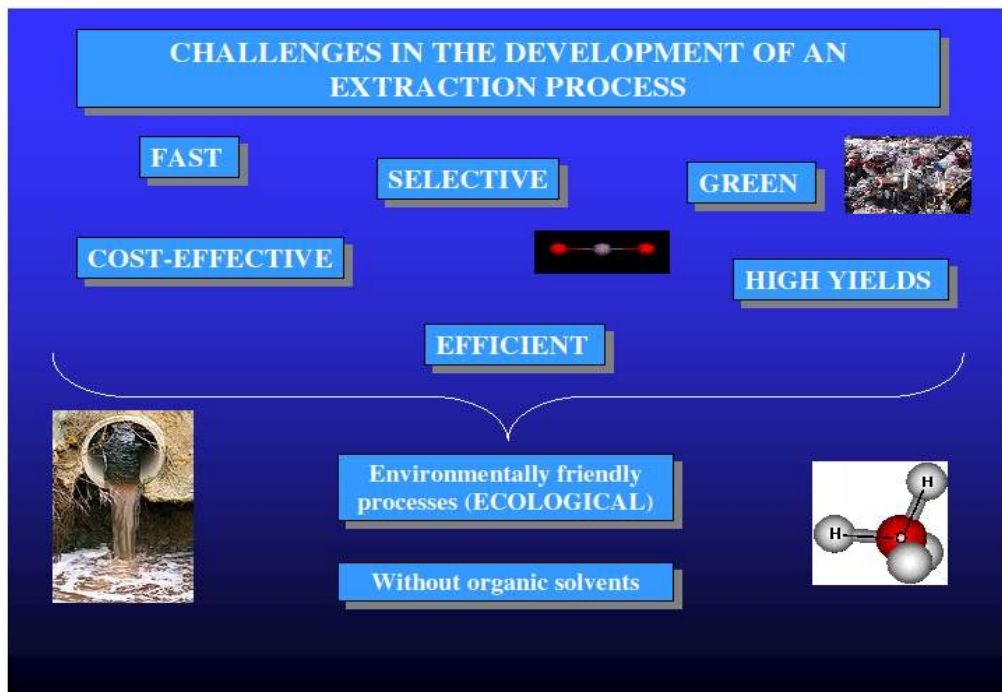 CHALLENGES IN THE DEVELOPMENT OF AN
EXTRACTION PROCESS
FAST
SELECTIVE
GREEN
COST-EFFECTIVE
HIGH YIELDS
EFFICIENT
Environmentally friendly
processes (ECOLOGICAL)
H
H
Without organic solvents